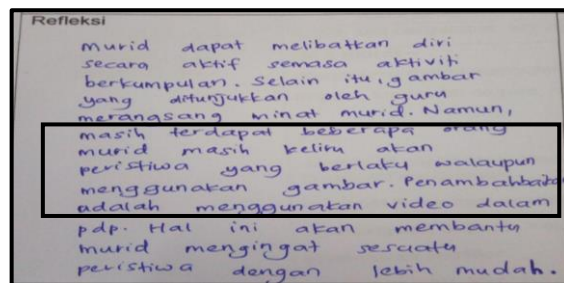 Refleksi
murid dapat melibatkan diri
secara aktif semasa aktiviti
berkumpulan. Selain itu, gambar
yang ditunjukkan oleh guru
merangsang minat murid. Namun,
masih terdapat beberapa orang
murid masih keliru akan
peristiwa yang berlaku walaupun
menggunakan gambar. Penambahbaikan
adalah menggunakan video dalam
pdp. Hal ini akan membantu
murid mengingat sesuatu
peristiwa dengan lebih mudah.